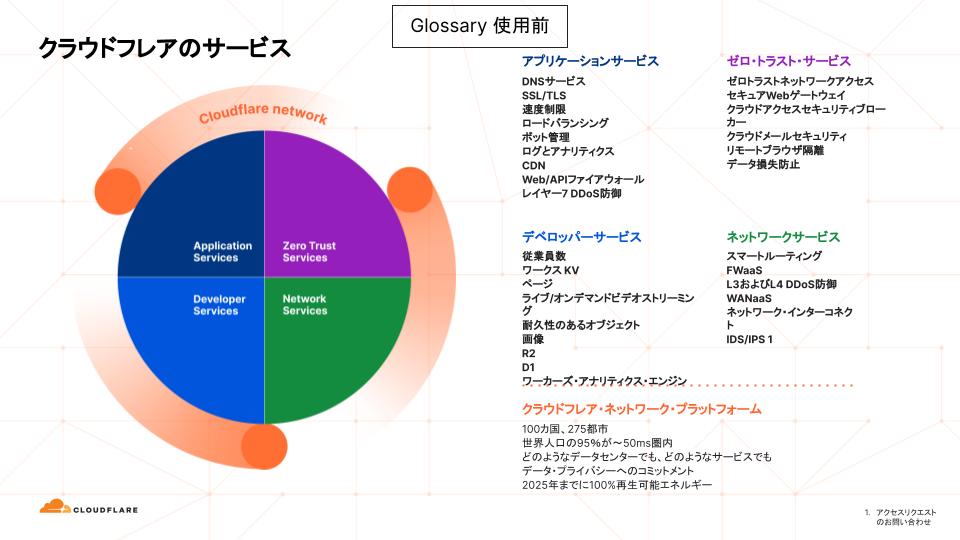 Glossary 使用前
クラウドフレアのサービス
Cloudflare network
Application
Services
Zero Trust
Services
Developer
Services
Network
Services
アプリケーションサービス
DNSサービス
SSL/TLS
速度制限
ロードバランシング
ボット管理
ログとアナリティクス
CDN
Web/APIファイアウォール
レイヤー7 DDoS防御
ゼロ・トラスト・サービス
ゼロトラストネットワークアクセス
セキュアWebゲートウェイ
クラウドアクセスセキュリティブロー
カー
クラウドメールセキュリティ
リモートブラウザ隔離
データ損失防止
デベロッパーサービス
従業員数
ワークス KV
ページ
ライブ/オンデマンドビデオストリーミン
グ
耐久性のあるオブジェクト
画像
R2
D1
ワーカーズ・アナリティクス・エンジン
ネットワークサービス
スマートルーティング
FWaaS
L3およびL4 DDoS防御
WANaaS
ネットワーク・インターコネク
ト
IDS/IPS 1
クラウドフレア・ネットワーク・プラットフォーム
100カ国、275都市
世界人口の95%が〜50ms圏内
どのようなデータセンターでも、どのようなサービスでも
データ・プライバシーへのコミットメント
2025年までに100%再生可能エネルギー
CLOUDFLARE
1. アクセスリクエスト
のお問い合わせ